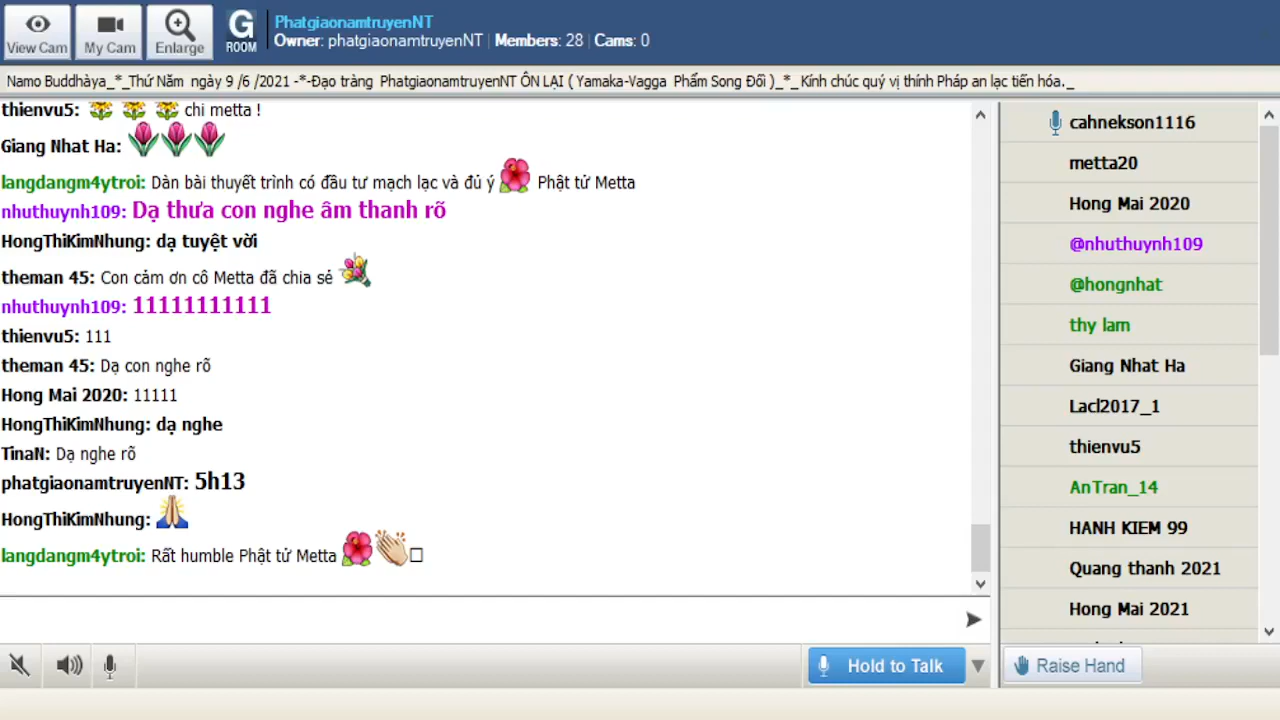 View Cam
My Cam
Enlarge
G
ROOM
PhatgiaonamtruyenNT
Owner: phatgiaonamtruyenNT | Members: 28 | Cams: 0
Namo Buddhàya_*_Thứ Năm ngày 9 /6 /2021 -*-Đạo tràng PhatgiaonamtruyenNT ÔN LẠI ( Yamaka-Vagga Phẩm Song Đối )_*_ Kính chúc quý vị thính Pháp an lạc tiến hóa._
thienvu5: chi metta !
Giang Nhat Ha:
langdangm4ytroi: Dàn bài thuyết trình có đầu tư mạch lạc và đủ ý Phật tử Metta
nhuthuynh109: Dạ thưa con nghe âm thanh rõ
HongThiKimNhung: dạ tuyệt vời
theman 45: Con cảm ơn cô Metta đã chia sẻ
nhuthuynh109: 11111111111
thienvu5: 111
theman 45: Dạ con nghe rõ
Hong Mai 2020: 11111
HongThiKimNhung: dạ nghe
TinaN: Dạ nghe rõ
phatgiaonamtruyenNT: 5h13
HongThiKimNhung:
langdangm4ytroi: Rất humble Phật tử Metta
cahnekson1116
metta20
Hong Mai 2020
@nhuthuynh109
@hongnhat
thy lam
Giang Nhat Ha
Lacl2017_1
thienvu5
AnTran_14
HANH KIEM 99
Quang thanh 2021
Hong Mai 2021
Hold to Talk
Raise Hand